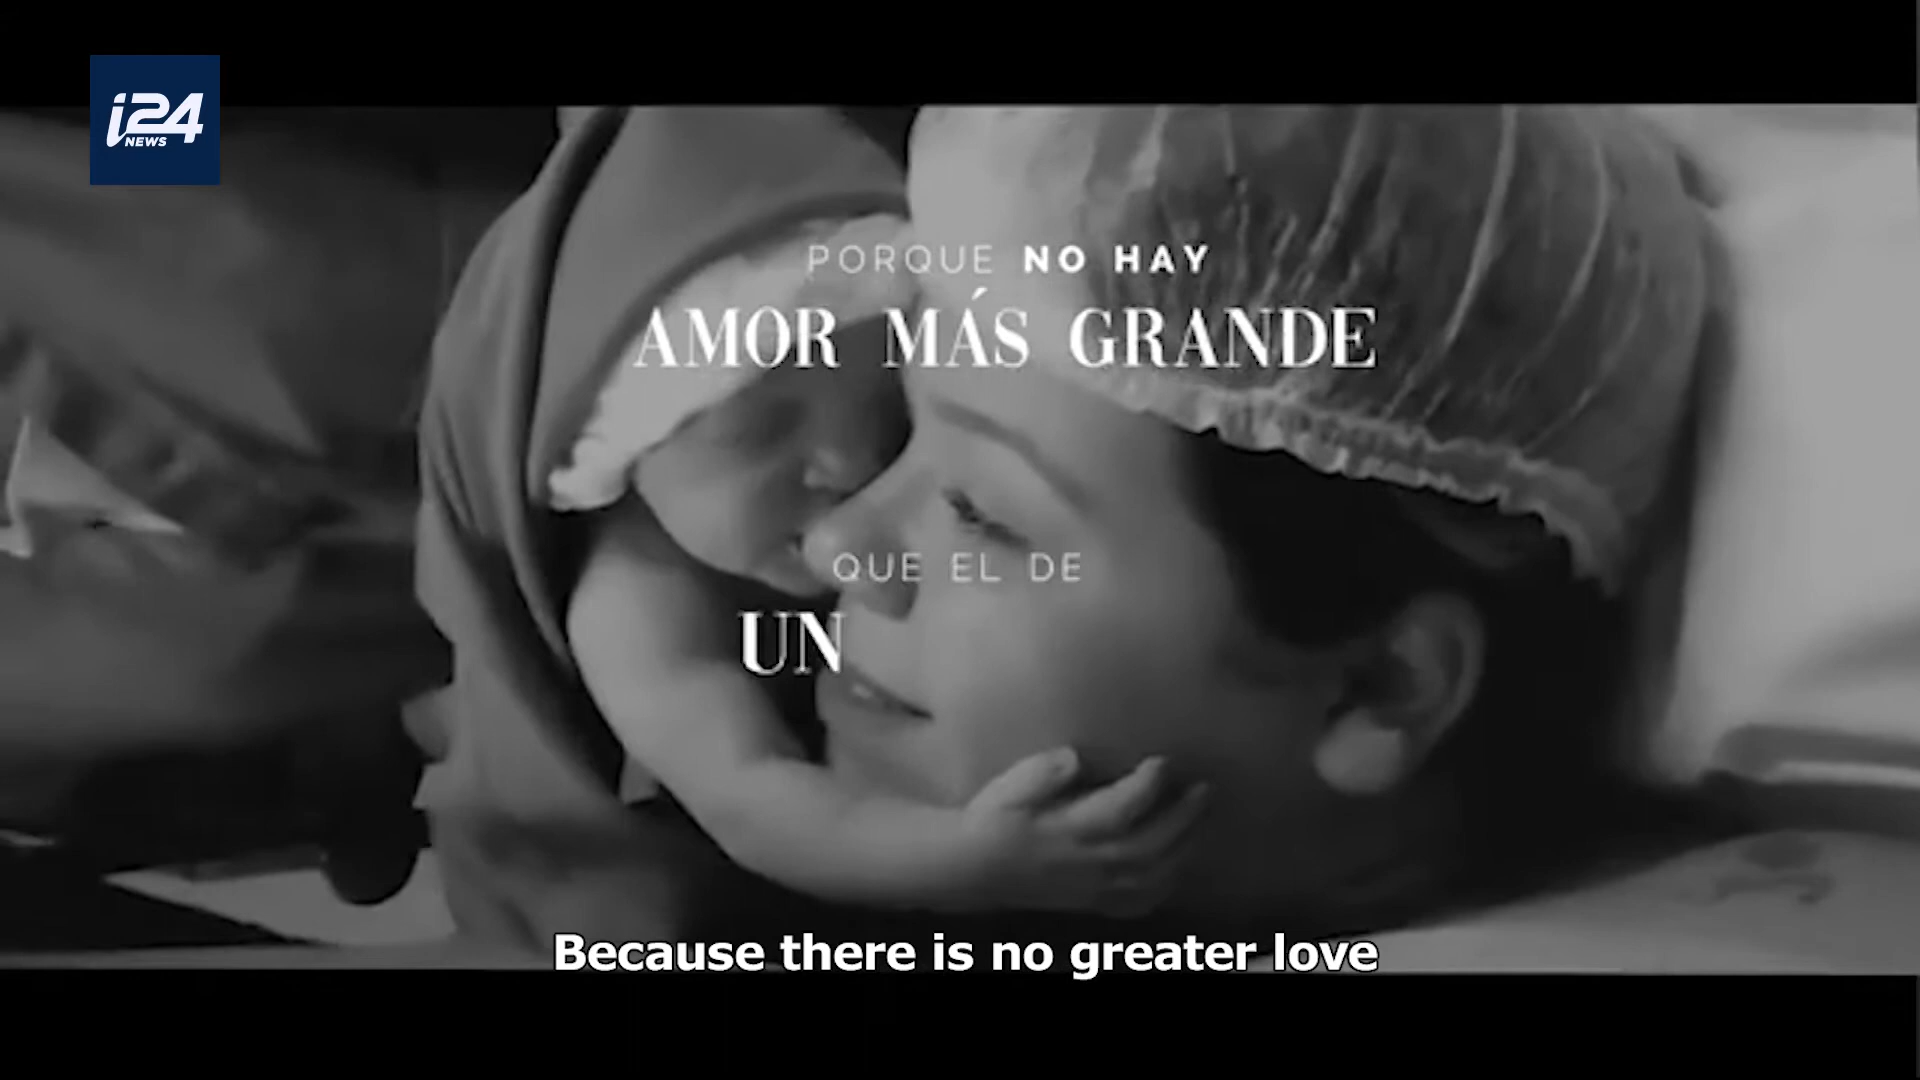 i24
NEWS
PORQUE NO HAY
AMOR MÁS GRANDE
QUE EL DE
UN
Because there is no greater love